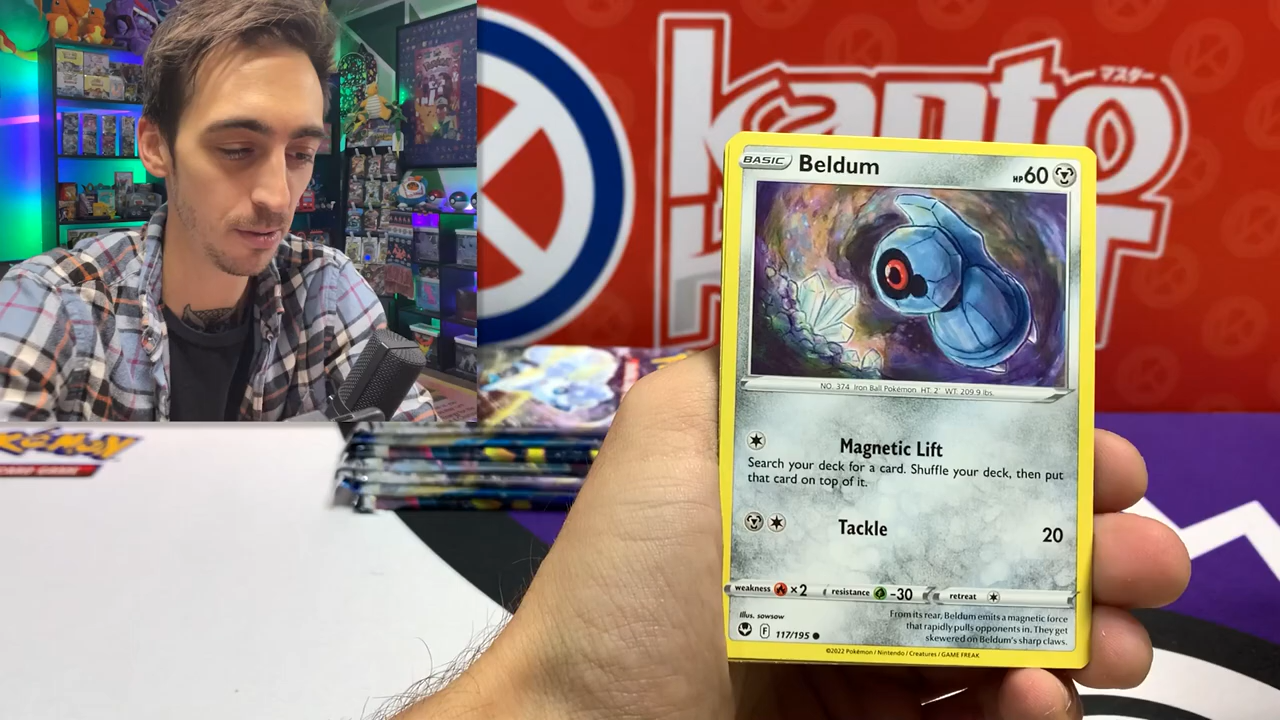 kanto
マスター
POKéMON
BASIC Beldum HP60
NO. 374 Iron Ball Pokémon HT. 2' WT. 209.9 lbs.
Magnetic Lift
Search your deck for a card. Shuffle your deck, then put
that card on top of it.
Tackle 20
weakness ×2 resistance -30 retreat
Illus. sowsow
From its rear, Beldum emits a magnetic force
that rapidly pulls opponents in. They get
skewered on Beldum's sharp claws.
F 117/195
©2022 Pokémon / Nintendo / Creatures / GAME FREAK